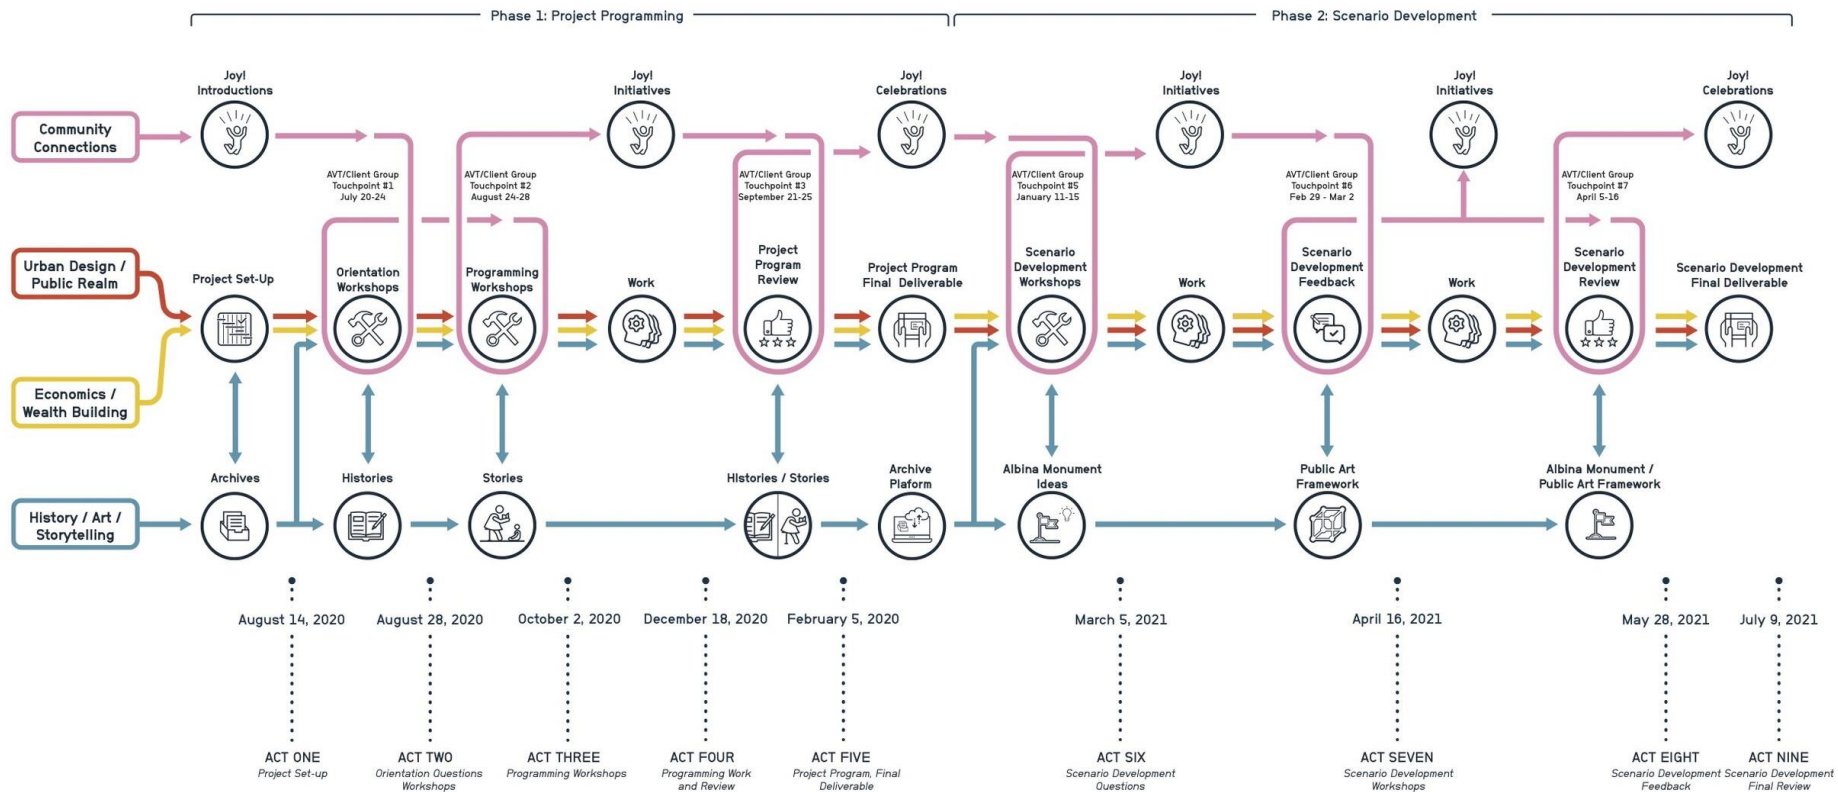 Phase 1: Project Programming
Phase 2: Scenario Development
Joy!
Introductions
Joy!
Initiatives
Joy!
Celebrations
Joy!
Initiatives
Joy!
Initiatives
Joy!
Celebrations
Community
Connections
AVT/Client Group
Touchpoint #1
July 20-24
AVT/Client Group
Touchpoint #2
August 24-28
AVT/Client Group
Touchpoint #3
September 21-25
AVT/Client Group
Touchpoint #5
January 11-15
AVT/Client Group
Touchpoint #6
Feb 29 - Mar 2
AVT/Client Group
Touchpoint #7
April 5-16
Urban Design /
Public Realm
Project Set-Up
Orientation
Workshops
Programming
Workshops
Work
Project
Program
Review
Project Program
Final Deliverable
Scenario
Development
Workshops
Work
Scenario
Development
Feedback
Work
Scenario
Development
Review
Scenario Development
Final Deliverable
Economics /
Wealth Building
Archives
Histories
Stories
Histories / Stories
Archive
Plaform
Albina Monument
Ideas
Public Art
Framework
Albina Monument /
Public Art Framework
History / Art /
Storytelling
August 14, 2020
August 28, 2020
October 2, 2020
December 18, 2020
February 5, 2020
March 5, 2021
April 16, 2021
May 28, 2021
July 9, 2021
ACT ONE
Project Set-up
ACT TWO
Orientation Questions
Workshops
ACT THREE
Programming Workshops
ACT FOUR
Programming Work
and Review
ACT FIVE
Project Program, Final
Deliverable
ACT SIX
Scenario Development
Questions
ACT SEVEN
Scenario Development
Workshops
ACT EIGHT
Scenario Development
Feedback
ACT NINE
Scenario Development
Final Review